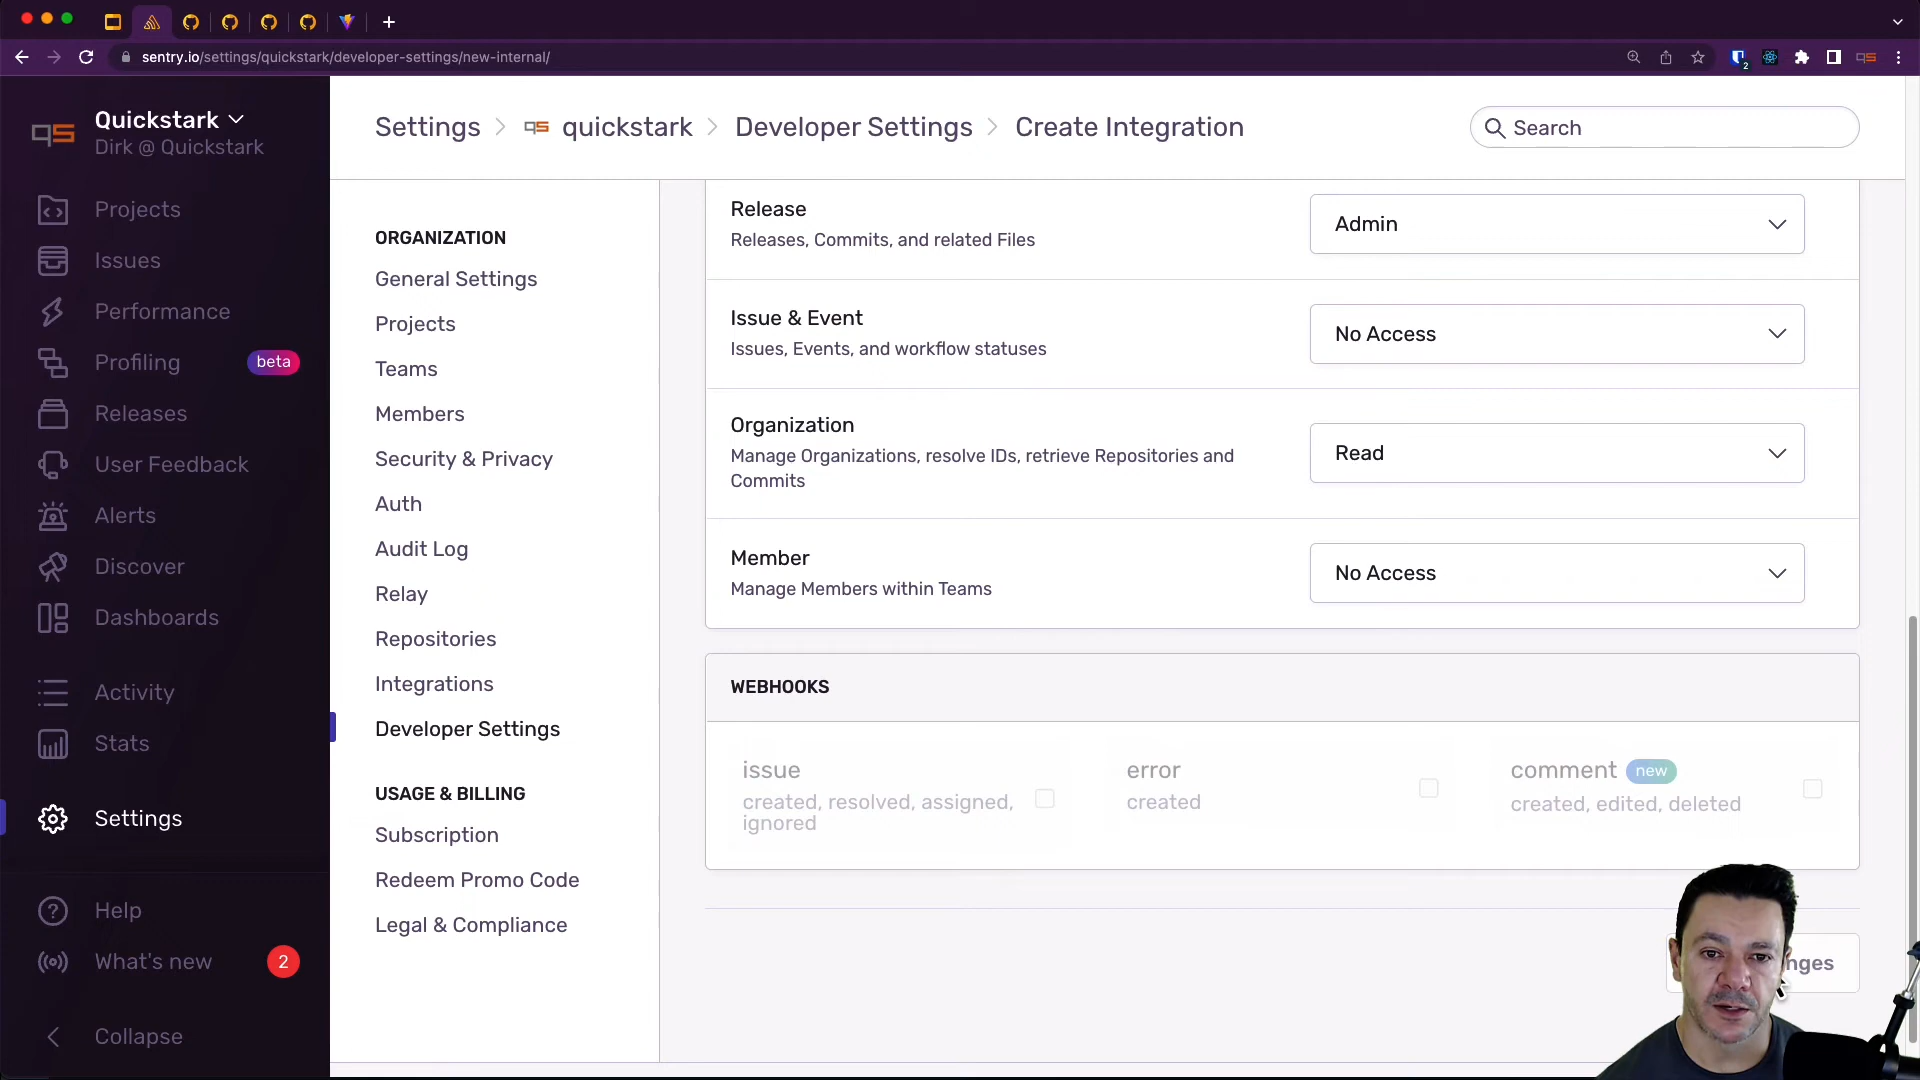 sentry.io/settings/quickstark/developer-settings/new-internal/
2
qs
Quickstark
Dirk @ Quickstark
Projects
Issues
Performance
Profiling
beta
Releases
User Feedback
Alerts
Discover
Dashboards
Activity
Stats
Settings
Help
What's new
2
Collapse
Settings
qs quickstark
Developer Settings
Create Integration
Search
ORGANIZATION
General Settings
Projects
Teams
Members
Security & Privacy
Auth
Audit Log
Relay
Repositories
Integrations
Developer Settings
USAGE & BILLING
Subscription
Redeem Promo Code
Legal & Compliance
Release
Releases, Commits, and related Files
Admin
Issue & Event
Issues, Events, and workflow statuses
No Access
Organization
Manage Organizations, resolve IDs, retrieve Repositories and
Commits
Read
Member
Manage Members within Teams
No Access
WEBHOOKS
issue
created, resolved, assigned,
ignored
error
created
comment new
created, edited, deleted